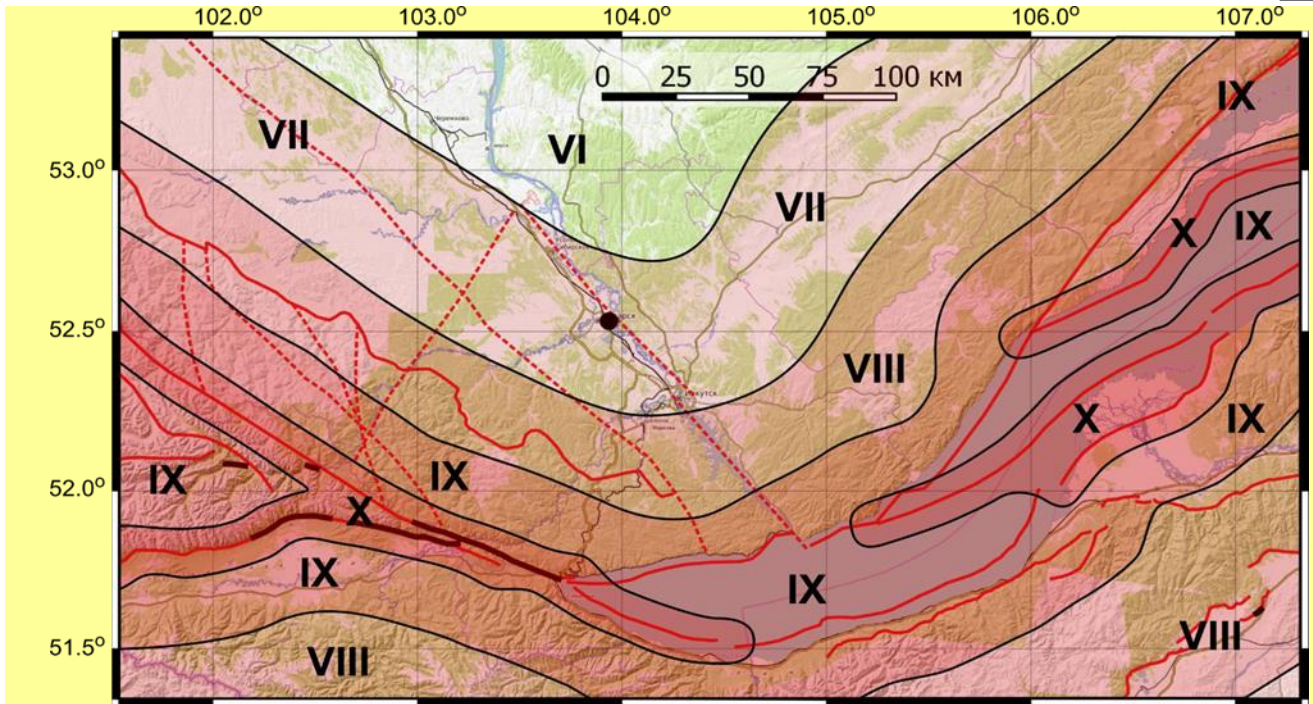 102.0° 103.0° 104.0° 105.0° 106.0° 107.0°
0 25 50 75 100 км
IX
VII VI
53.0°
VII
X IX
52.5°
VIII
X IX
IX IX
52.0°
X
IX IX
51.5°
VIII VIII